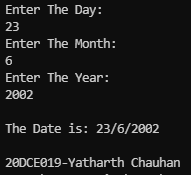 Enter The Day:
23
Enter The Month:
6
Enter The Year:
2002
The Date is: 23/6/2002
20DCE019-Yatharth Chauhan